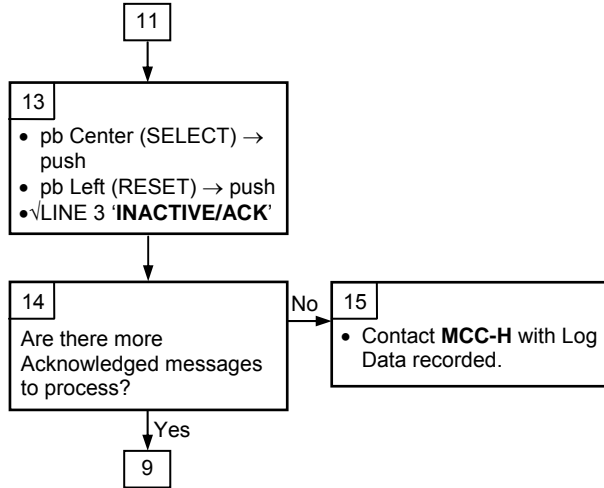 11
13
• pb Center (SELECT) →
push
• pb Left (RESET) → push
•√LINE 3 ‘INACTIVE/ACK’
14
Are there more
Acknowledged messages
to process?
No
15
• Contact MCC-H with Log
Data recorded.
Yes
9